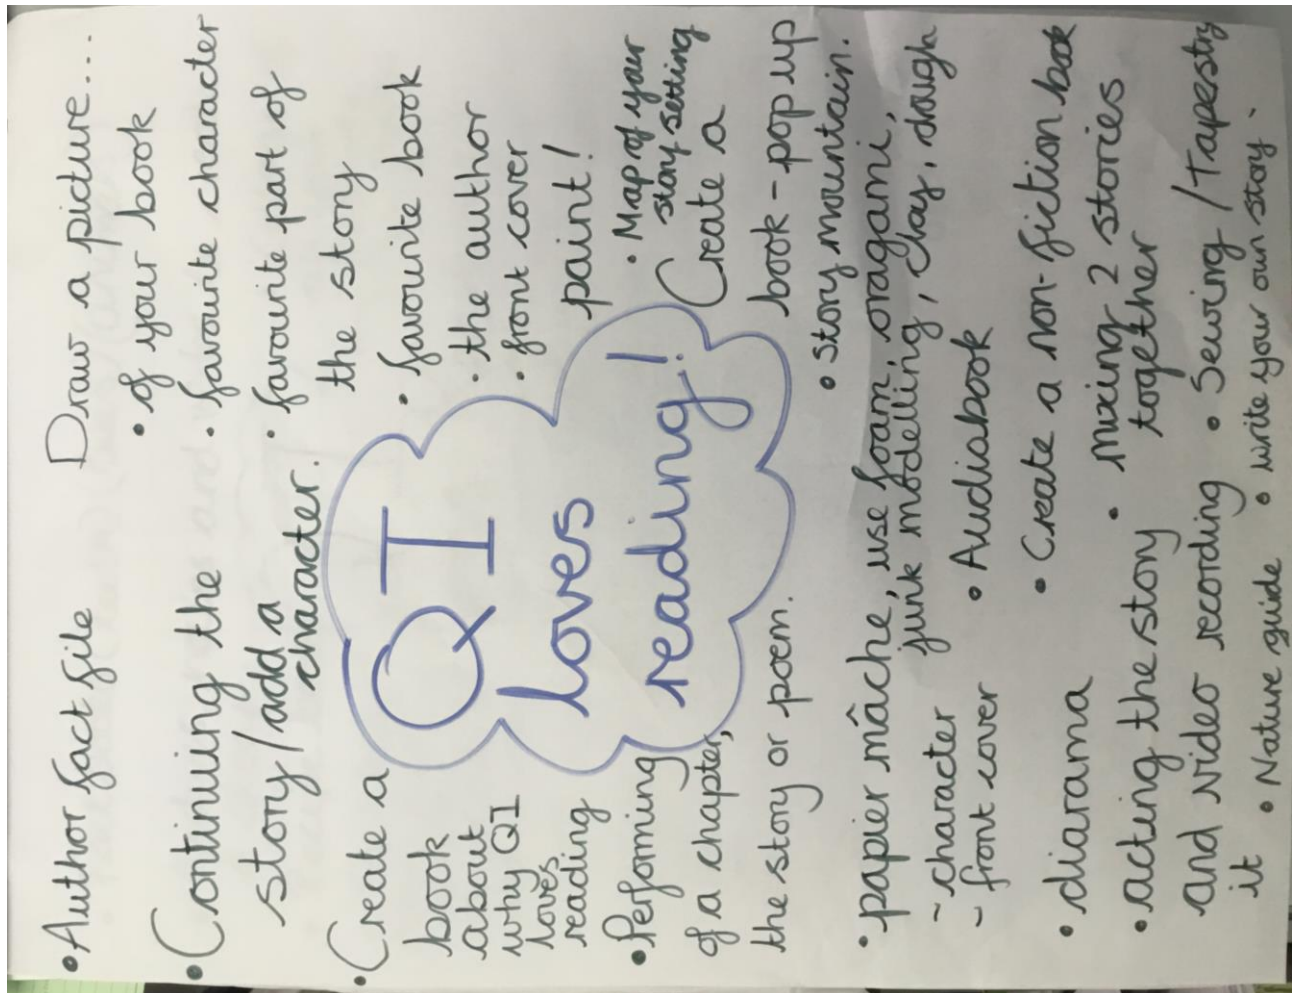 • Author fact file
• Continuing the
story / add a
character.
• Create a
book
about
why QI
loves
reading
• Performing
of a chapter,
the story or poem.
Draw a picture...
• of your book
• favourite character
• favourite part of
the story
• favourite book
• the author
• front cover
paint!
• Map of your
story setting
Create a
book - pop up
• story mountain.
QI
loves
reading!
• papier mâche, use foam, oragami,
junk modelling, clay, drough
- character
- front cover
• Audiabook
• Create a non-fiction book
• diarama
• mixing 2 stories
together
• acting the story
and video recording
it
• Sewing / Tapestry
• Nature guide
• write your own story.